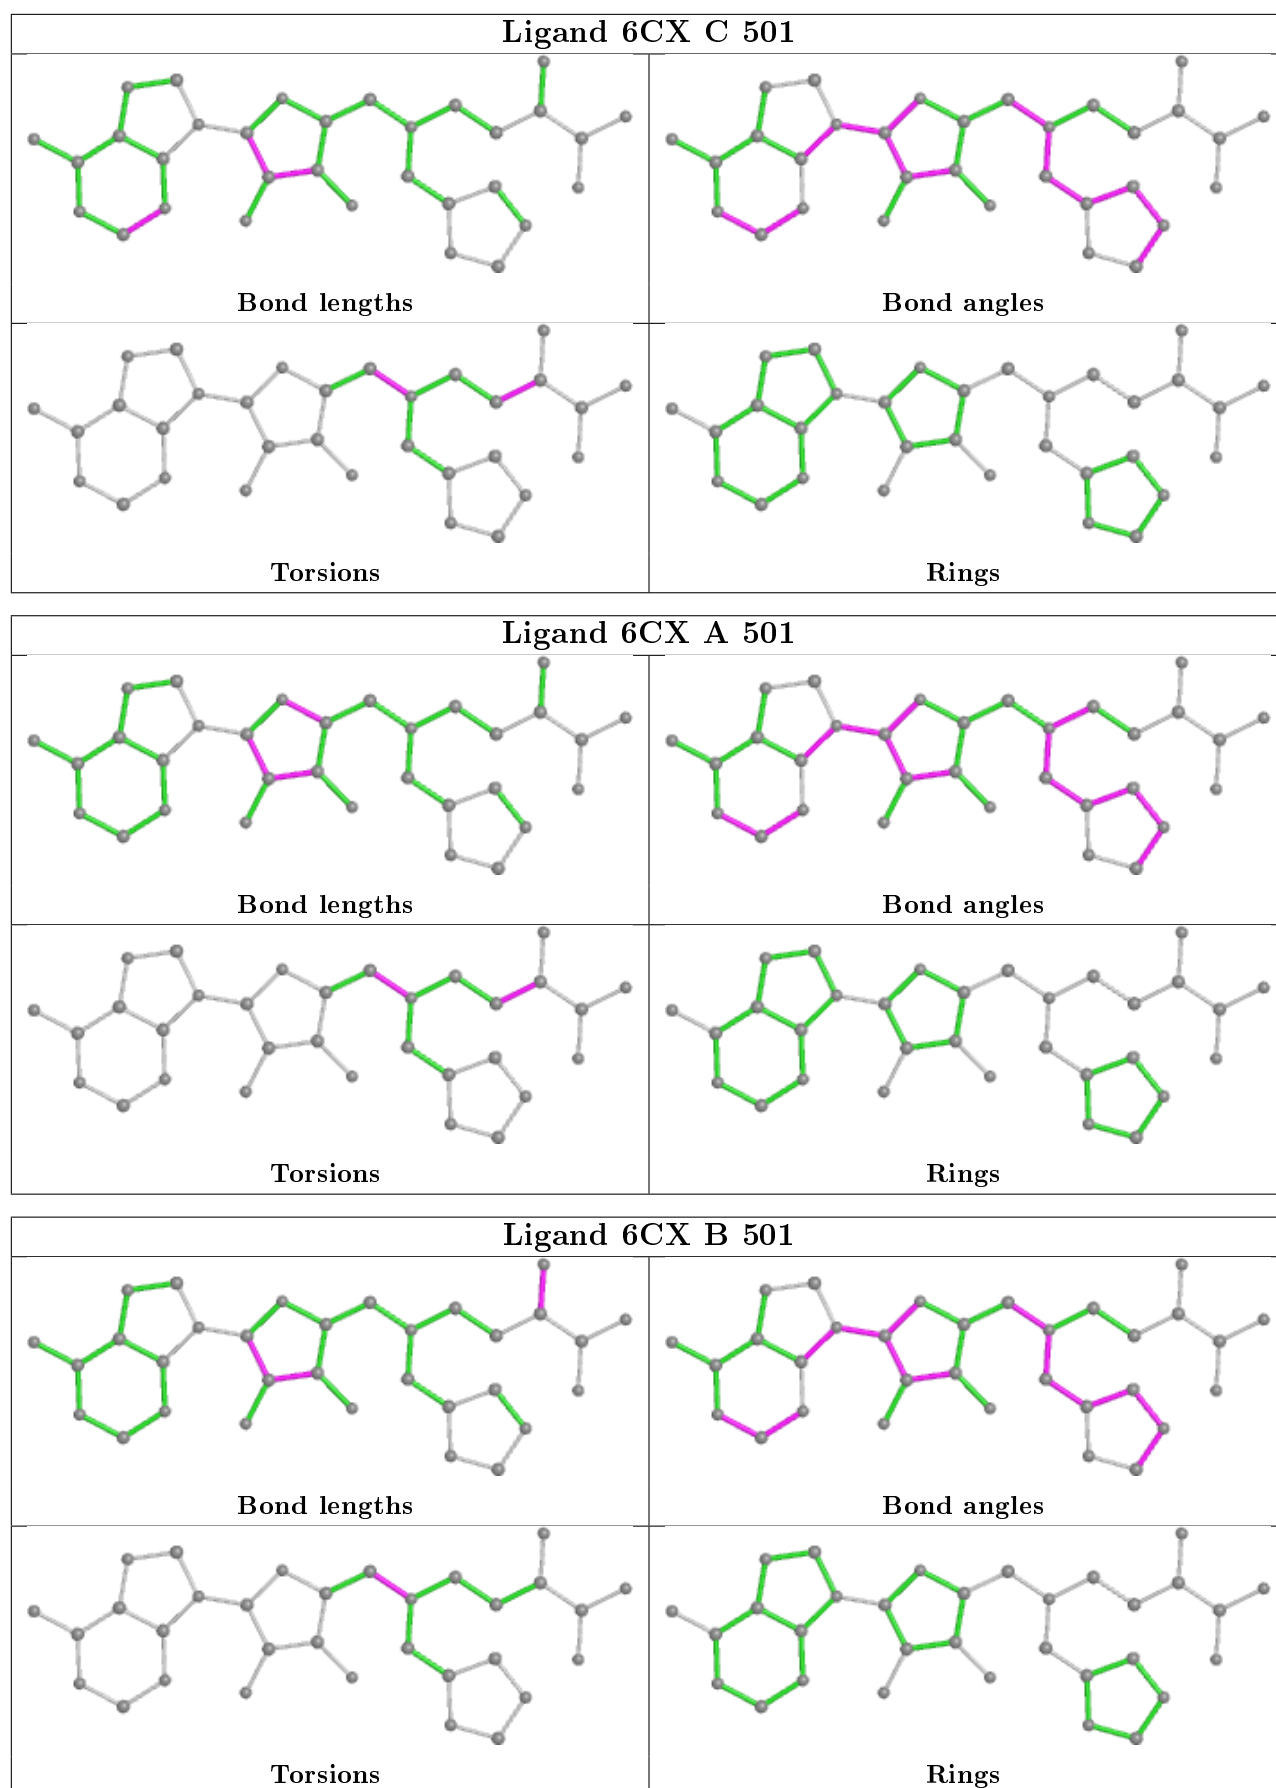 Ligand 6CX C 501
Bond lengths
Bond angles
Torsions
Rings
Ligand 6CX A 501
Bond lengths
Bond angles
Torsions
Rings
Ligand 6CX B 501
Bond lengths
Bond angles
Torsions
Rings